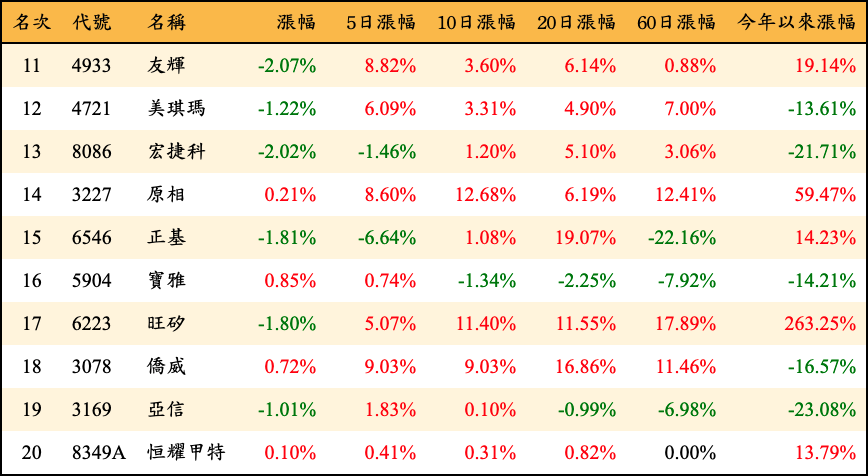 名次 代號 名稱 漲幅 5日漲幅 10日漲幅 20日漲幅 60日漲幅 今年以來漲幅
11 4933 友輝 -2.07% 8.82% 3.60% 6.14% 0.88% 19.14%
12 4721 美琪瑪 -1.22% 6.09% 3.31% 4.90% 7.00% -13.61%
13 8086 宏捷科 -2.02% -1.46% 1.20% 5.10% 3.06% -21.71%
14 3227 原相 0.21% 8.60% 12.68% 6.19% 12.41% 59.47%
15 6546 正基 -1.81% -6.64% 1.08% 19.07% -22.16% 14.23%
16 5904 寶雅 0.85% 0.74% -1.34% -2.25% -7.92% -14.21%
17 6223 旺矽 -1.80% 5.07% 11.40% 11.55% 17.89% 263.25%
18 3078 僑威 0.72% 9.03% 9.03% 16.86% 11.46% -16.57%
19 3169 亞信 -1.01% 1.83% 0.10% -0.99% -6.98% -23.08%
20 8349A 恒耀甲特 0.10% 0.41% 0.31% 0.82% 0.00% 13.79%